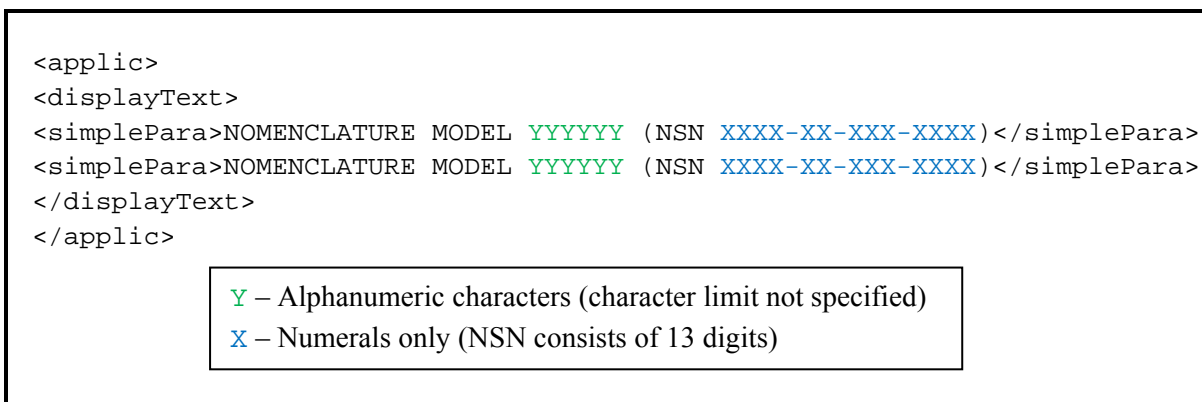 <applic>
<displayText>
<simplePara>NOMENCLATURE MODEL YYYYYY (NSN XXXX-XX-XXX-XXXX)</simplePara>
<simplePara>NOMENCLATURE MODEL YYYYYY (NSN XXXX-XX-XXX-XXXX)</simplePara>
</displayText>
</applic>
Y – Alphanumeric characters (character limit not specified)
X – Numerals only (NSN consists of 13 digits)